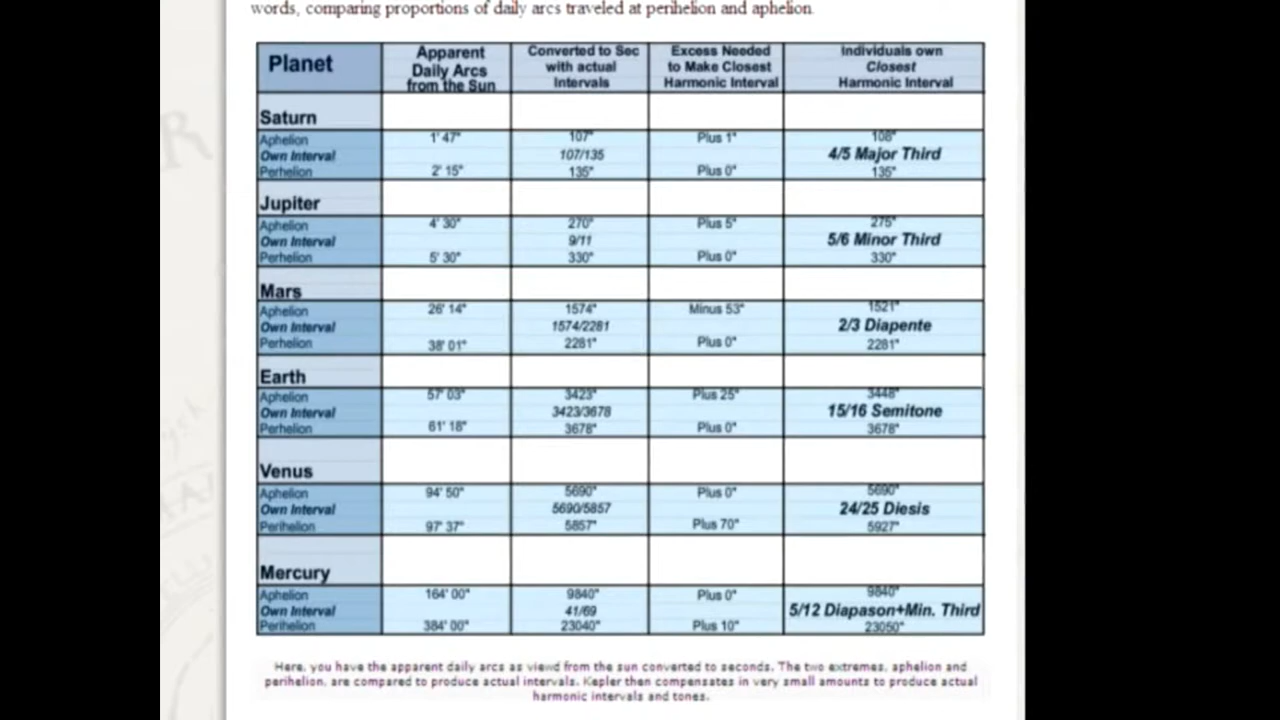 words, comparing proportions of daily arcs traveled at perihelion and aphelion
Planet
Apparent
Daily Arcs
from the Sun
Converted to Sec
with actual
Intervals
Excess Needed
to Make Closest
Harmonic Interval
Individuals own
Closest
Harmonic Interval
Saturn
Aphelion 1' 47" 107" Plus 1" 108"
Own Interval 107/135 4/5 Major Third
Perhelion 2' 15" 135" Plus 0" 135"
Jupiter
Aphelion 4' 30" 270" Plus 5" 275"
Own Interval 9/11 5/6 Minor Third
Perhelion 5' 30" 330" Plus 0" 330"
Mars
Aphelion 26' 14" 1574" Minus 53" 1521"
Own Interval 1574/2281 2/3 Diapente
Perhelion 38' 01" 2281" Plus 0" 2281"
Earth
Aphelion 57' 03" 3423" Plus 25" 3448"
Own Interval 3423/3678 15/16 Semitone
Perhelion 61' 18" 3678" Plus 0" 3678"
Venus
Aphelion 94' 50" 5690" Plus 0" 5690"
Own Interval 5690/5857 24/25 Diesis
Perihelion 97' 37" 5857" Plus 70" 5927"
Mercury
Aphelion 164' 00" 9840" Plus 0" 9840"
Own Interval 41/69 5/12 Diapason+Min. Third
Perihelion 384' 00" 23040" Plus 10" 23050"
Here, you have the apparent daily arcs as viewd from the sun converted to seconds. The two extremes, aphelion and
perihelion, are compared to produce actual intervals. Kepler then compensates in very small amounts to produce actual
harmonic intervals and tones.